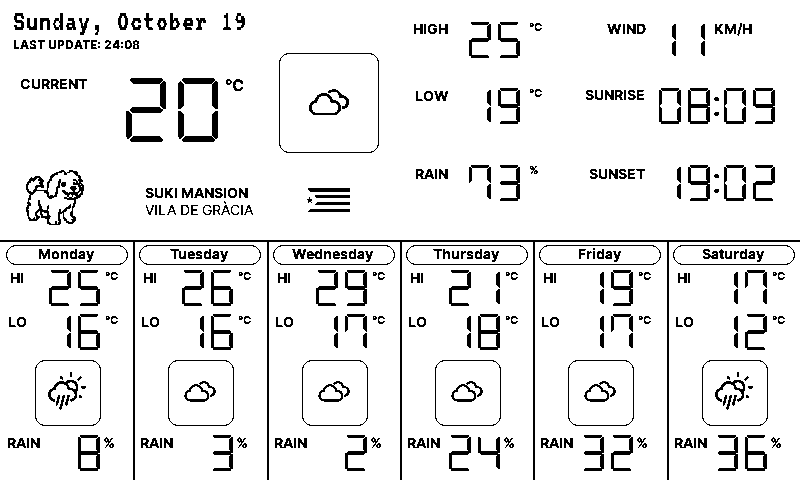 Sunday, October 19
LAST UPDATE: 24:08
CURRENT 20 °C
HIGH 25 °C
LOW 19 °C
RAIN 73 %
WIND 11 KM/H
SUNRISE 08:09
SUNSET 19:02
SUKI MANSION
VILA DE GRÀCIA
Monday
HI 25 °C
LO 16 °C
RAIN 8 %
Tuesday
HI 26 °C
LO 16 °C
RAIN 3 %
Wednesday
HI 29 °C
LO 17 °C
RAIN 2 %
Thursday
HI 21 °C
LO 18 °C
RAIN 24 %
Friday
HI 19 °C
LO 17 °C
RAIN 32 %
Saturday
HI 17 °C
LO 12 °C
RAIN 36 %